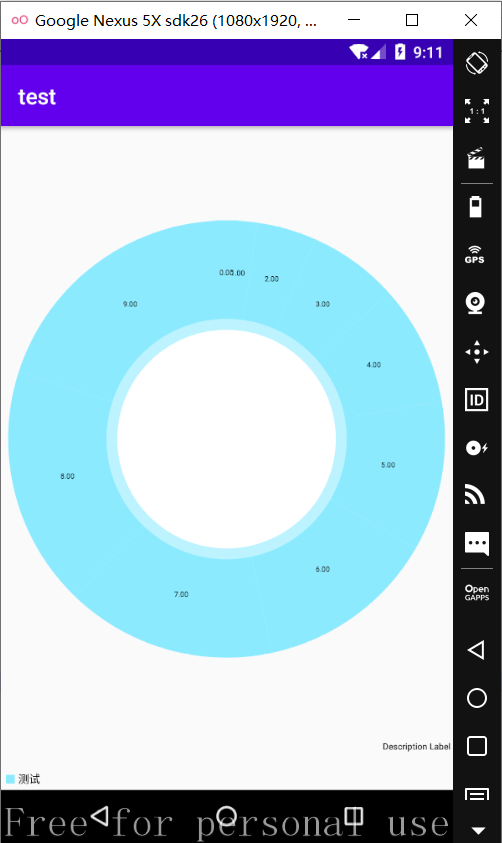 Google Nexus 5X sdk26 (1080x1920, ...
9:11
test
1 : 1
0.00
1.00
2.00
9.00
3.00
GPS
4.00
ID
5.00
8.00
6.00
7.00
Open
GAPPS
Description Label
测试
Free for personal use